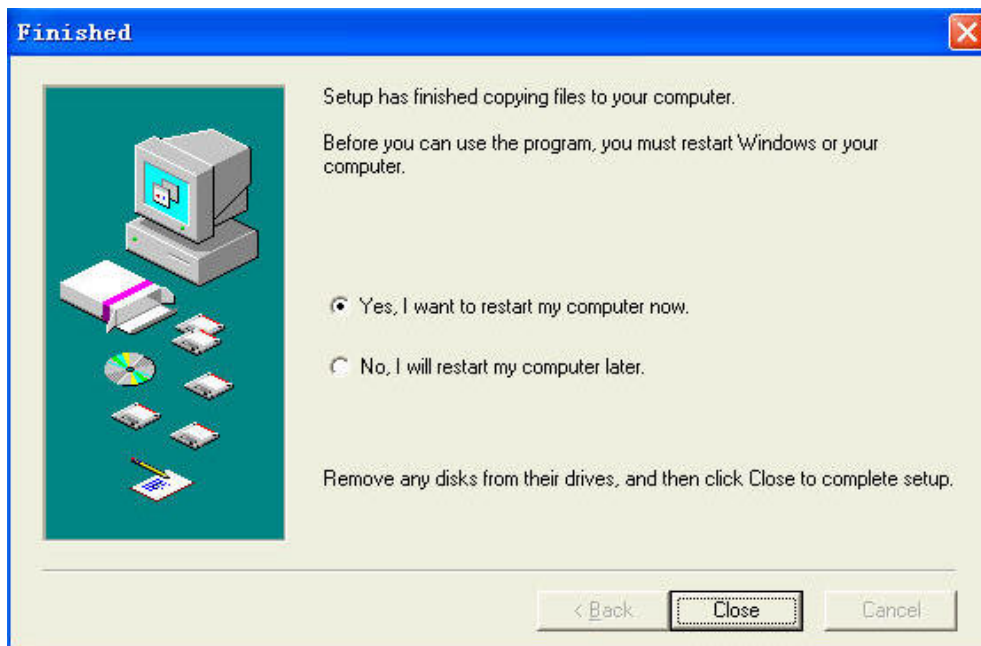 Finished
Setup has finished copying files to your computer.
Before you can use the program, you must restart Windows or your
computer.
Yes, I want to restart my computer now.
No, I will restart my computer later.
Remove any disks from their drives, and then click Close to complete setup.
< Back
Close
Cancel